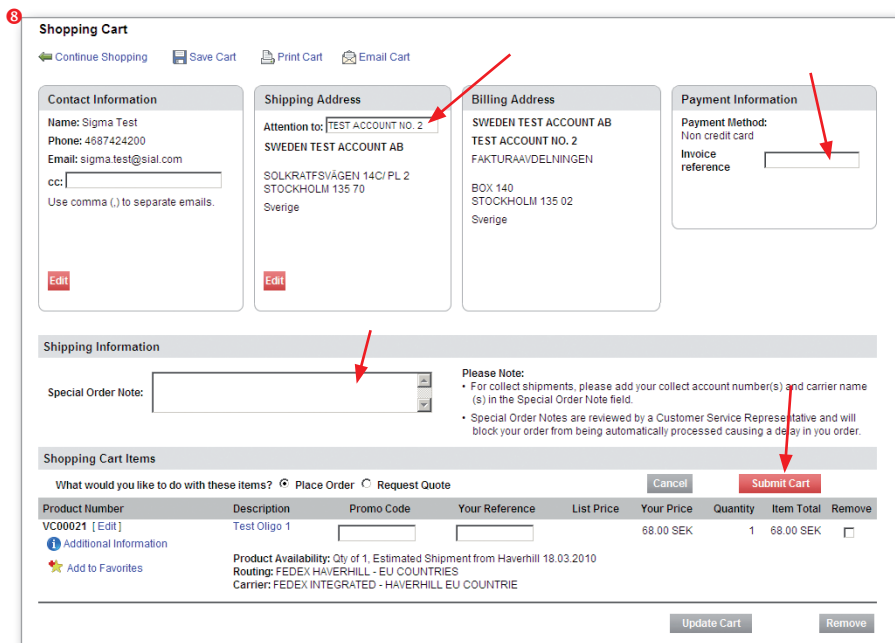 8
Shopping Cart
Continue Shopping Save Cart Print Cart Email Cart
Contact Information
Name: Sigma Test
Phone: 4687424200
Email: sigma.test@sial.com
cc:
Use comma (,) to separate emails.
Edit
Shipping Address
Attention to: TEST ACCOUNT NO. 2
SWEDEN TEST ACCOUNT AB
SOLKRATFSVÄGEN 14C/ PL 2
STOCKHOLM 135 70
Sverige
Edit
Billing Address
SWEDEN TEST ACCOUNT AB
TEST ACCOUNT NO. 2
FAKTURAAVDELNINGEN
BOX 140
STOCKHOLM 135 02
Sverige
Payment Information
Payment Method:
Non credit card
Invoice
reference
Shipping Information
Special Order Note:
Please Note:
• For collect shipments, please add your collect account number(s) and carrier name
(s) in the Special Order Note field.
• Special Order Notes are reviewed by a Customer Service Representative and will
block your order from being automatically processed causing a delay in you order.
Shopping Cart Items
What would you like to do with these items? Place Order Request Quote Cancel Submit Cart
Product Number Description Promo Code Your Reference List Price Your Price Quantity Item Total Remove
VC00021 [ Edit ] Test Oligo 1 68.00 SEK 1 68.00 SEK
Additional Information
Add to Favorites
Product Availability: Qty of 1, Estimated Shipment from Haverhill 18.03.2010
Routing: FEDEX HAVERHILL - EU COUNTRIES
Carrier: FEDEX INTEGRATED - HAVERHILL EU COUNTRIE
Update Cart Remove